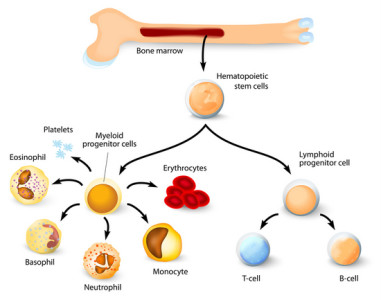 Bone marrow
Hematopoietic
stem cells
Platelets
Myeloid
progenitor cells
Eosinophil
Erythrocytes
Lymphoid
progenitor cell
Basophil
Neutrophil
Monocyte
T-cell
B-cell